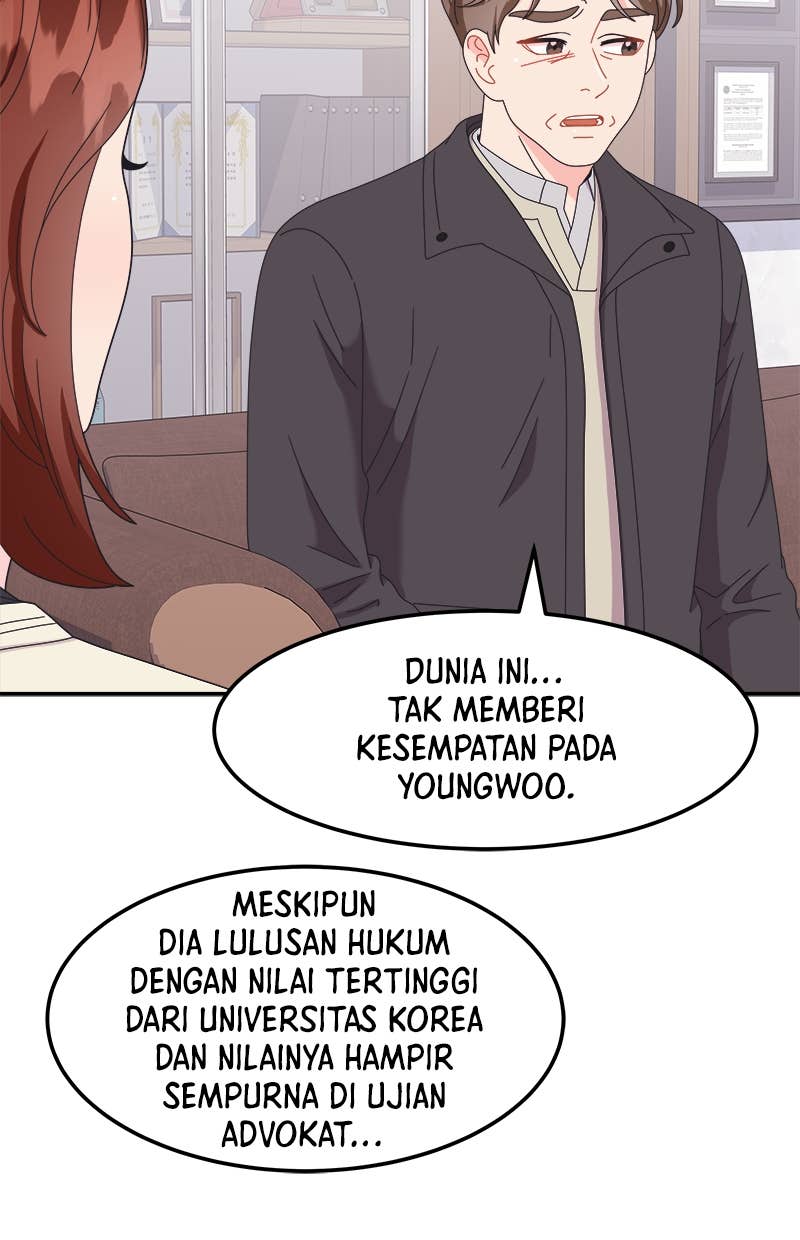 DUNIA INI...
TAK MEMBERI
KESEMPATAN PADA
YOUNGWOO.
MESKIPUN
DIA LULUSAN HUKUM
DENGAN NILAI TERTINGGI
DARI UNIVERSITAS KOREA
DAN NILAINYA HAMPIR
SEMPURNA DI UJIAN
ADVOKAT...